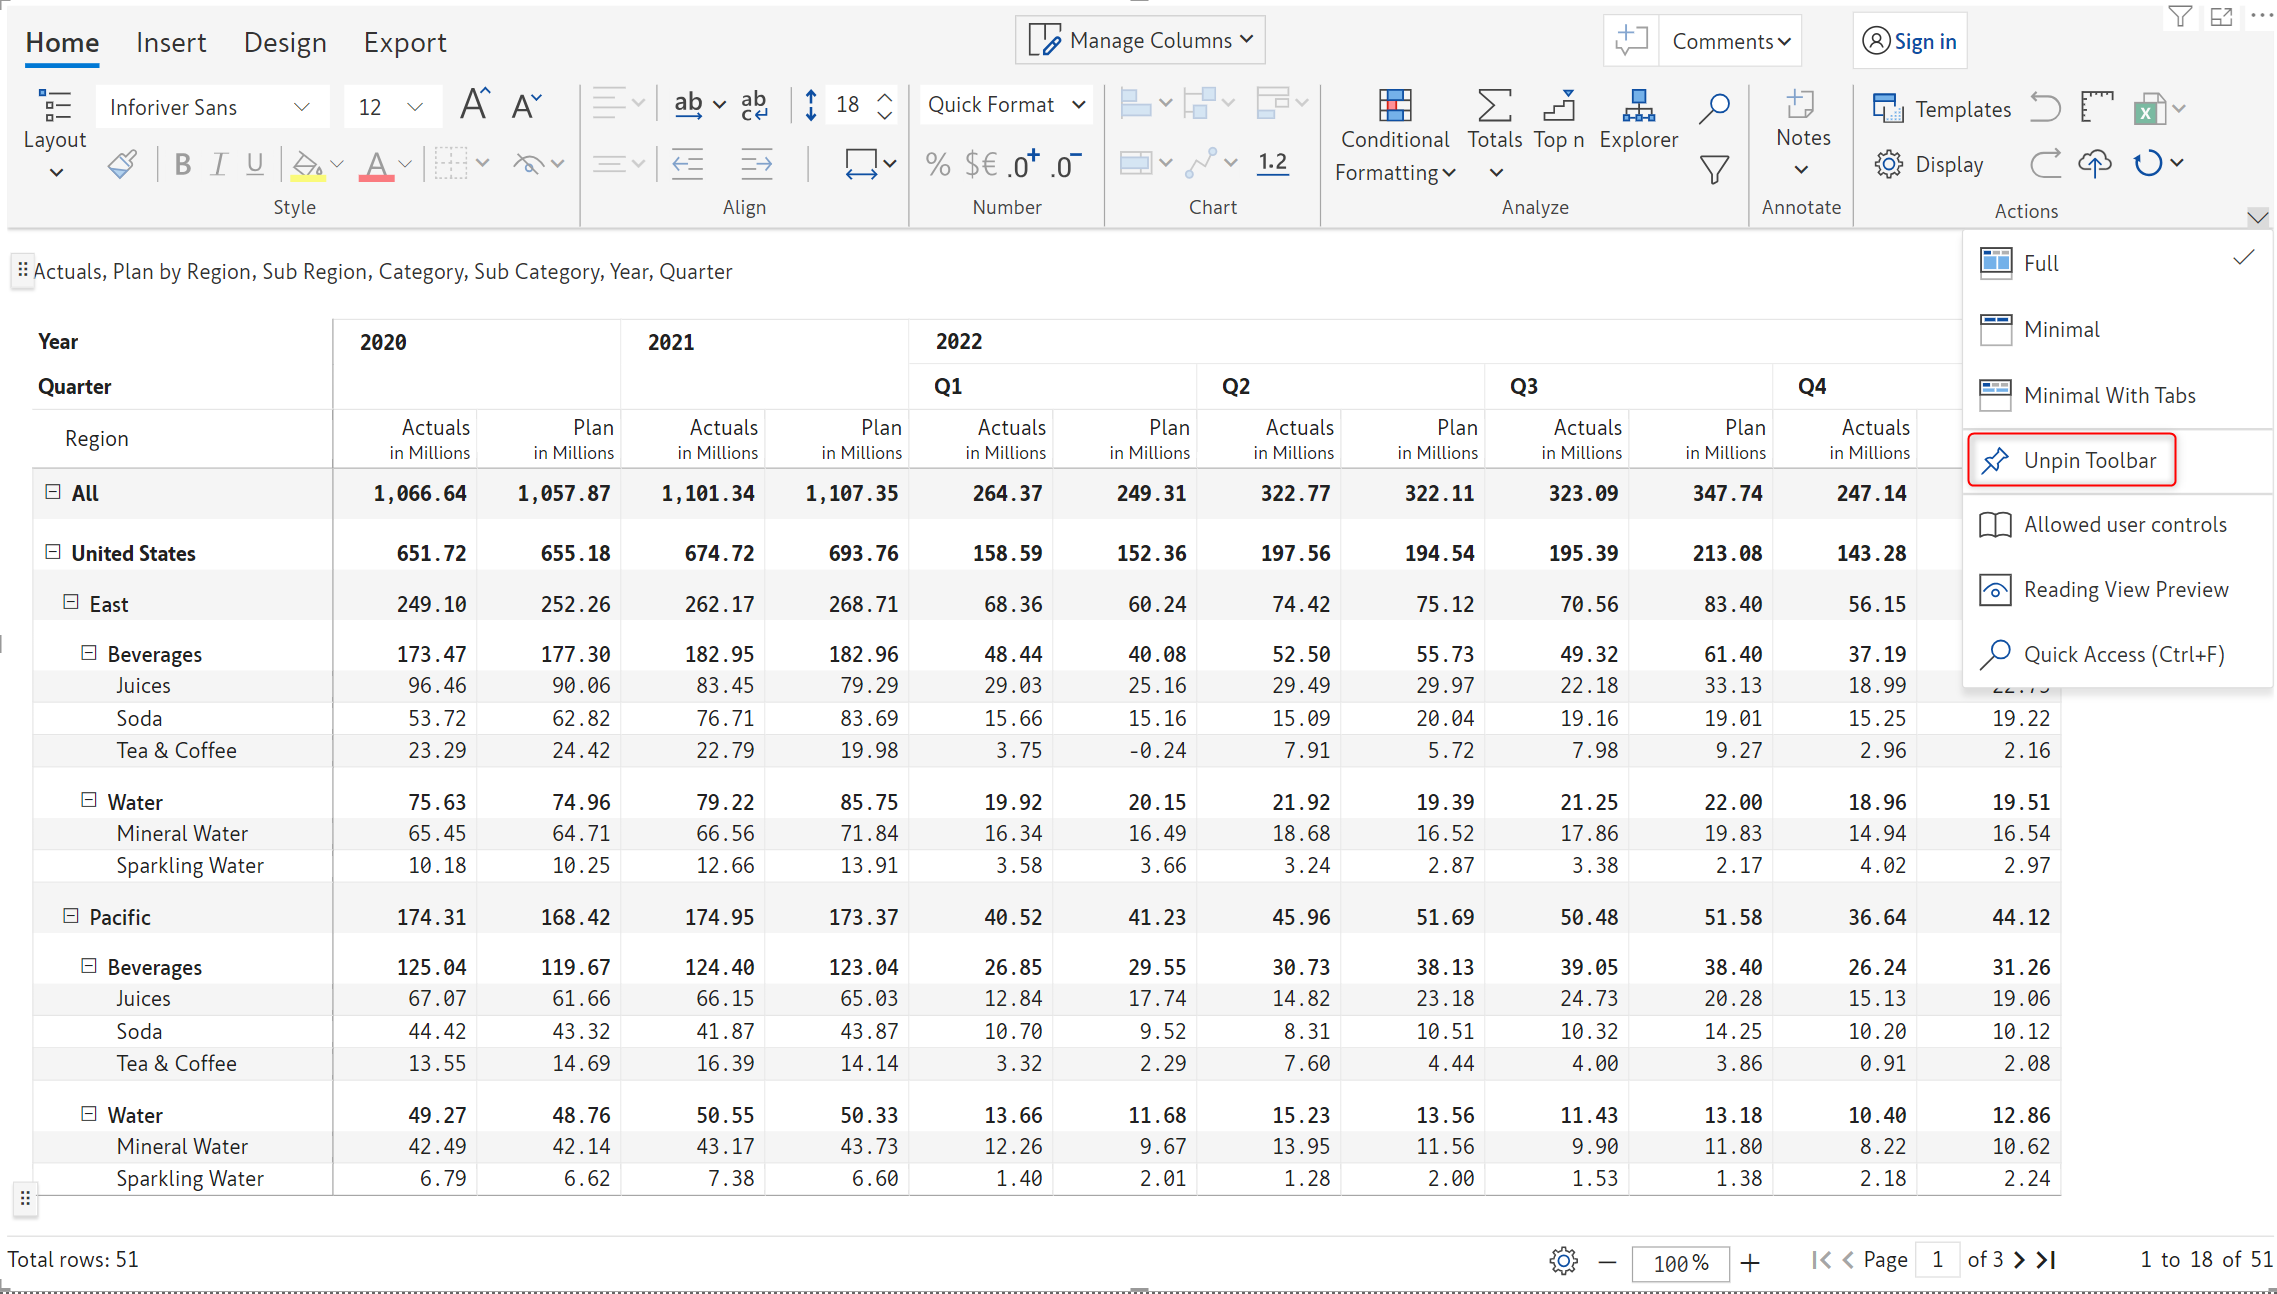 Home Insert Design Export Manage Columns Comments Sign in
Layout Inforiver Sans 12 A A ab ab c 18 Quick Format Conditional Formatting Totals Top n Explorer Notes Templates
B I U A % $€ .0 .0 1.2 Display
Style Align Number Chart Analyze Annotate Actions
Actuals, Plan by Region, Sub Region, Category, Sub Category, Year, Quarter
Full
Minimal
Minimal With Tabs
Unpin Toolbar
Allowed user controls
Reading View Preview
Quick Access (Ctrl+F)
Year 2020 2021 2022
Quarter Q1 Q2 Q3 Q4
Region Actuals Plan Actuals Plan Actuals Plan Actuals Plan Actuals Plan Actuals
in Millions in Millions in Millions in Millions in Millions in Millions in Millions in Millions in Millions in Millions in Millions
All 1,066.64 1,057.87 1,101.34 1,107.35 264.37 249.31 322.77 322.11 323.09 347.74 247.14
United States 651.72 655.18 674.72 693.76 158.59 152.36 197.56 194.54 195.39 213.08 143.28
East 249.10 252.26 262.17 268.71 68.36 60.24 74.42 75.12 70.56 83.40 56.15
Beverages 173.47 177.30 182.95 182.96 48.44 40.08 52.50 55.73 49.32 61.40 37.19
Juices 96.46 90.06 83.45 79.29 29.03 25.16 29.49 29.97 22.18 33.13 18.99
Soda 53.72 62.82 76.71 83.69 15.66 15.16 15.09 20.04 19.16 19.01 15.25 19.22
Tea & Coffee 23.29 24.42 22.79 19.98 3.75 -0.24 7.91 5.72 7.98 9.27 2.96 2.16
Water 75.63 74.96 79.22 85.75 19.92 20.15 21.92 19.39 21.25 22.00 18.96 19.51
Mineral Water 65.45 64.71 66.56 71.84 16.34 16.49 18.68 16.52 17.86 19.83 14.94 16.54
Sparkling Water 10.18 10.25 12.66 13.91 3.58 3.66 3.24 2.87 3.38 2.17 4.02 2.97
Pacific 174.31 168.42 174.95 173.37 40.52 41.23 45.96 51.69 50.48 51.58 36.64 44.12
Beverages 125.04 119.67 124.40 123.04 26.85 29.55 30.73 38.13 39.05 38.40 26.24 31.26
Juices 67.07 61.66 66.15 65.03 12.84 17.74 14.82 23.18 24.73 20.28 15.13 19.06
Soda 44.42 43.32 41.87 43.87 10.70 9.52 8.31 10.51 10.32 14.25 10.20 10.12
Tea & Coffee 13.55 14.69 16.39 14.14 3.32 2.29 7.60 4.44 4.00 3.86 0.91 2.08
Water 49.27 48.76 50.55 50.33 13.66 11.68 15.23 13.56 11.43 13.18 10.40 12.86
Mineral Water 42.49 42.14 43.17 43.73 12.26 9.67 13.95 11.56 9.90 11.80 8.22 10.62
Sparkling Water 6.79 6.62 7.38 6.60 1.40 2.01 1.28 2.00 1.53 1.38 2.18 2.24
Total rows: 51 100% Page 1 of 3 1 to 18 of 51